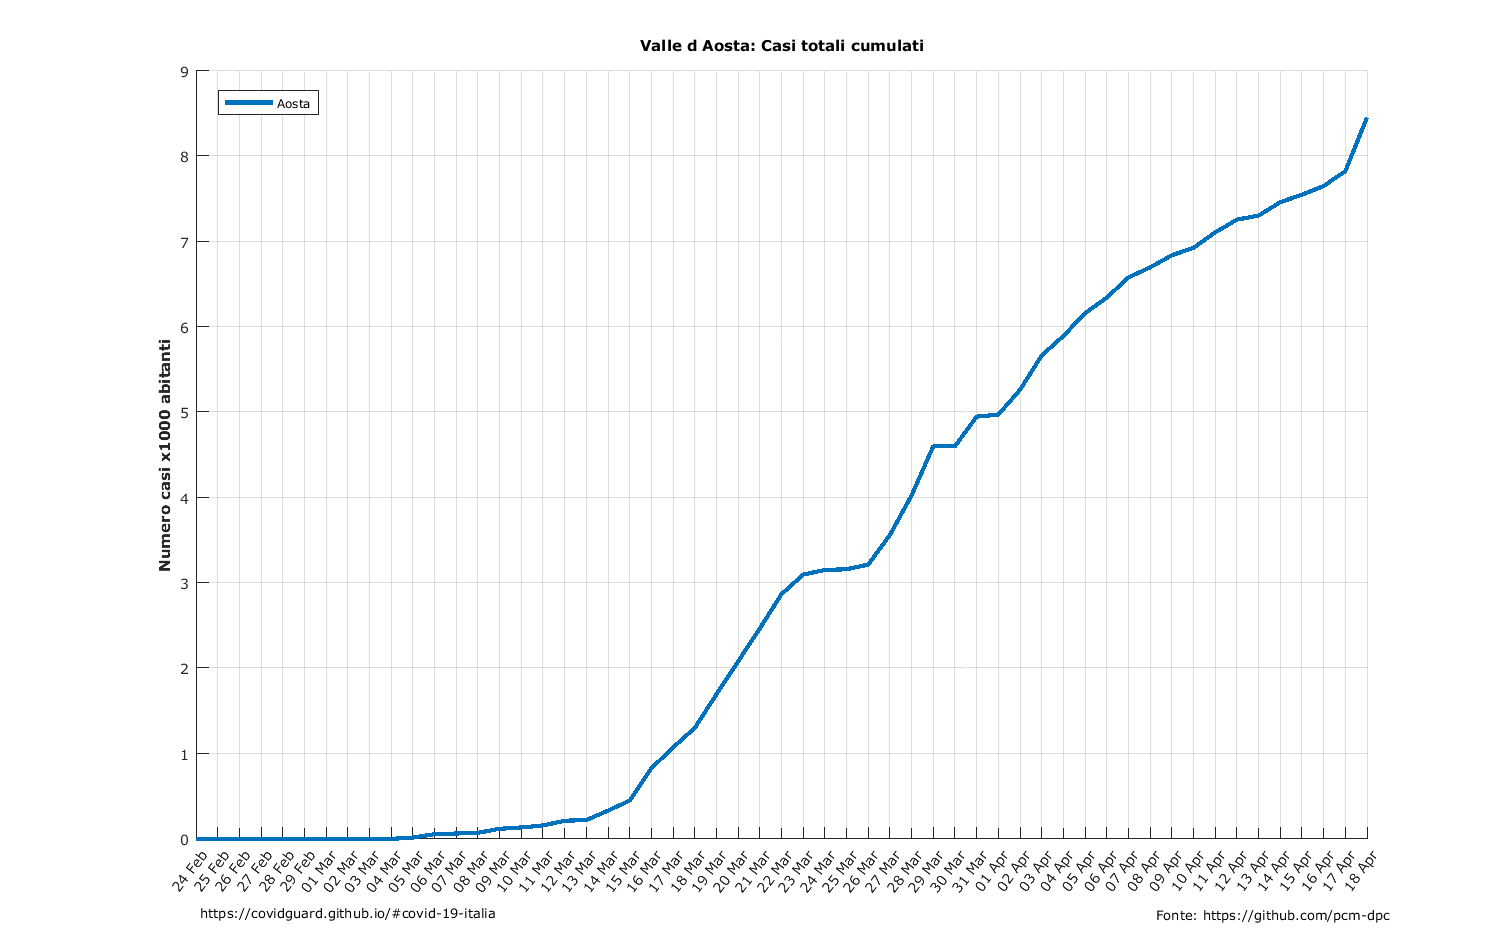 Valle d Aosta: Casi totali cumulati
Aosta
Numero casi x1000 abitanti
9
8
7
6
5
4
3
2
1
0
24 Feb
25 Feb
26 Feb
27 Feb
28 Feb
29 Feb
01 Mar
02 Mar
03 Mar
04 Mar
05 Mar
06 Mar
07 Mar
08 Mar
09 Mar
10 Mar
11 Mar
12 Mar
13 Mar
14 Mar
15 Mar
16 Mar
17 Mar
18 Mar
19 Mar
20 Mar
21 Mar
22 Mar
23 Mar
24 Mar
25 Mar
26 Mar
27 Mar
28 Mar
29 Mar
30 Mar
31 Mar
01 Apr
02 Apr
03 Apr
04 Apr
05 Apr
06 Apr
07 Apr
08 Apr
09 Apr
10 Apr
11 Apr
12 Apr
13 Apr
14 Apr
15 Apr
16 Apr
17 Apr
18 Apr
https://covidguard.github.io/#covid-19-italia
Fonte: https://github.com/pcm-dpc